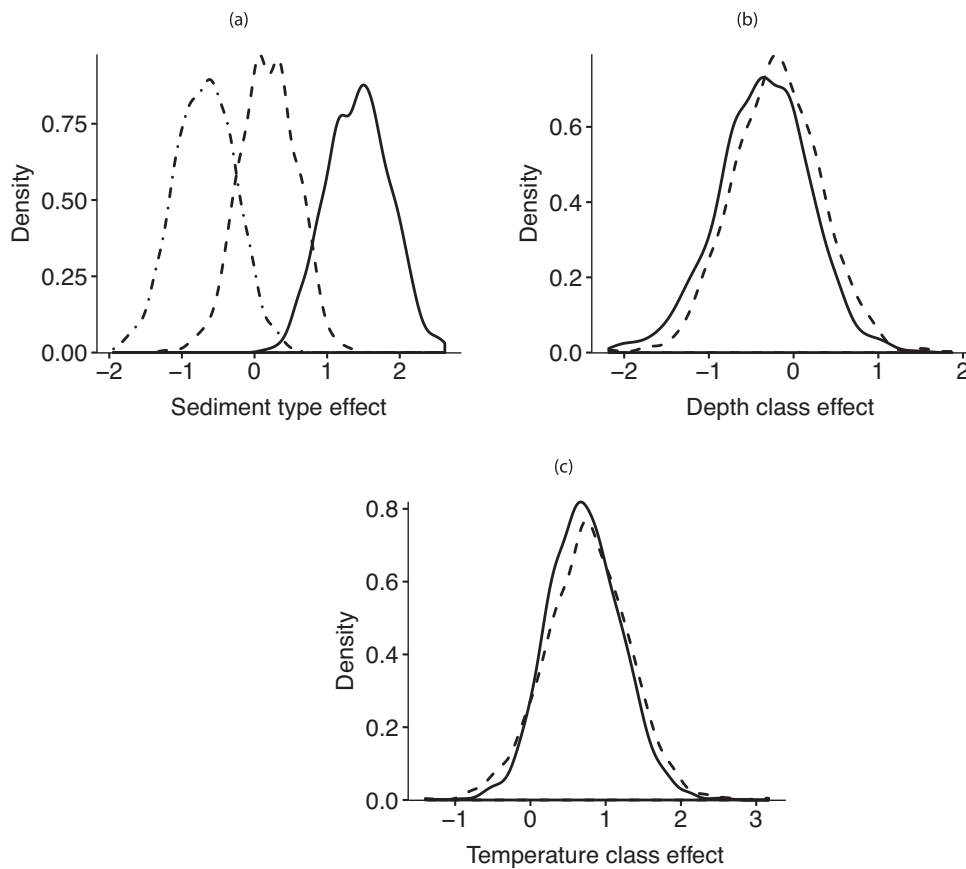 (a)
0.75
0.50
0.25
0.00
Density
−2 −1 0 1 2
Sediment type effect
(b)
0.6
0.4
0.2
0.0
Density
−2 −1 0 1 2
Depth class effect
(c)
0.8
0.6
0.4
0.2
0.0
Density
−1 0 1 2 3
Temperature class effect